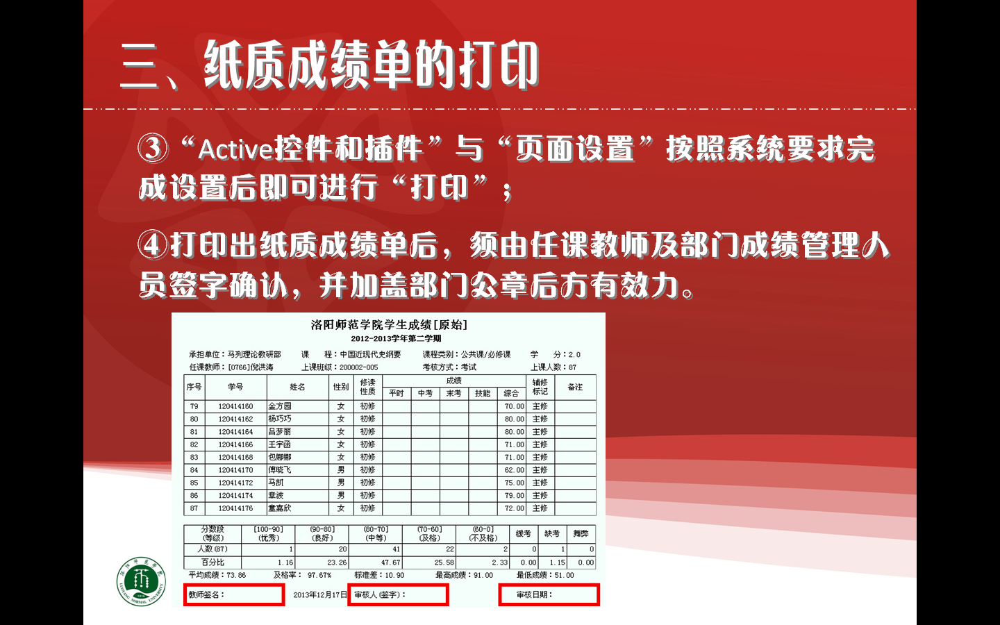 三、纸质成绩单的打印
③“Active控件和插件”与“页面设置”按照系统要求完
成设置后即可进行“打印”；
④打印出纸质成绩单后，须由任课教师及部门成绩管理人
员签字确认，并加盖部门公章后方有效力。
洛阳师范学院学生成绩[原始]
2012-2013学年第二学期
承担单位：马列理论教研部 课 程：中国近现代史纲要 课程类别：公共课/必修课 学 分：2.0
任课教师：[0766]倪洪涛 上课班级：200002-005 考核方式：考试 上课人数：87
序号 学号 姓名 性别 修读性质 成绩 辅修标记 备注
平时 中考 末考 技能 综合
79 120414160 金方园 女 初修 70.00 主修
80 120414162 杨巧巧 女 初修 80.00 主修
81 120414164 吕梦丽 女 初修 80.00 主修
82 120414166 王宇函 女 初修 71.00 主修
83 120414168 包娜娜 女 初修 71.00 主修
84 120414170 傅晓飞 男 初修 62.00 主修
85 120414172 马凯 男 初修 75.00 主修
86 120414174 章波 男 初修 79.00 主修
87 120414176 童嘉欣 女 初修 72.00 主修
分数段 [100-90] (90-80] (80-70] (70-60] (60-0] 缓考 缺考 舞弊
(等级) (优秀) (良好) (中等) (及格) (不及格)
人数(87) 1 20 41 22 2 0 1 0
百分比 1.16 23.26 47.67 25.58 2.33 0.00 1.15 0.00
平均成绩：73.86 及格率： 97.67% 标准差：10.90 最高成绩：91.00 最低成绩：51.00
教师签名： 2013年12月17日 审核人(签字)： 审核日期：
洛阳师范学院
1916
LUOYANG NORMAL UNIVERSITY